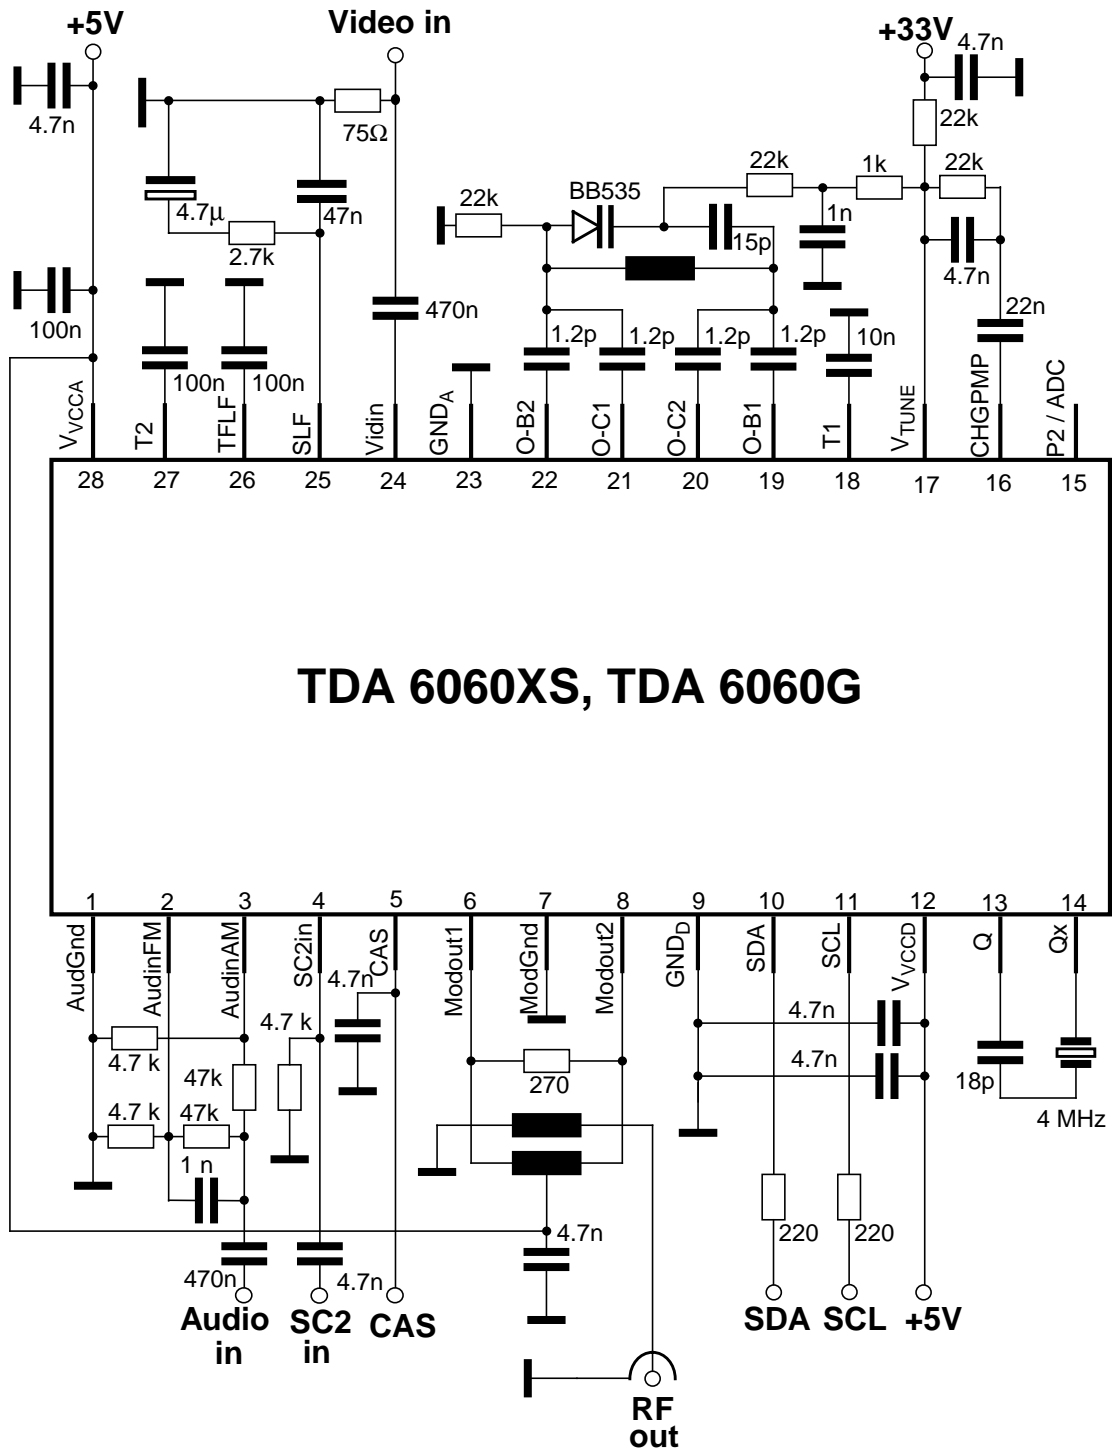 +5V
Video in
+33V
4.7n
4.7n
75Ω
22k
22k
1k
22k
BB535
22k
4.7µ
47n
2.7k
1n
15p
4.7n
100n
470n
22n
1.2p
1.2p
1.2p
1.2p
10n
100n
100n
VVCCA
T2
TFLF
SLF
Vidin
GNDA
O-B2
O-C1
O-C2
O-B1
T1
VTUNE
CHGPMP
P2 / ADC
28
27
26
25
24
23
22
21
20
19
18
17
16
15
TDA 6060XS, TDA 6060G
1
2
3
4
5
6
7
8
9
10
11
12
13
14
AudGnd
AudinFM
AudinAM
SC2in
CAS
Modout1
ModGnd
Modout2
GNDD
SDA
SCL
VVCCD
Q
Qx
4.7n
4.7 k
4.7 k
4.7n
4.7n
47k
270
18p
4.7 k
47k
4 MHz
1 n
4.7n
220
220
470n
4.7n
Audio
in
SC2
in
CAS
SDA
SCL
+5V
RF
out